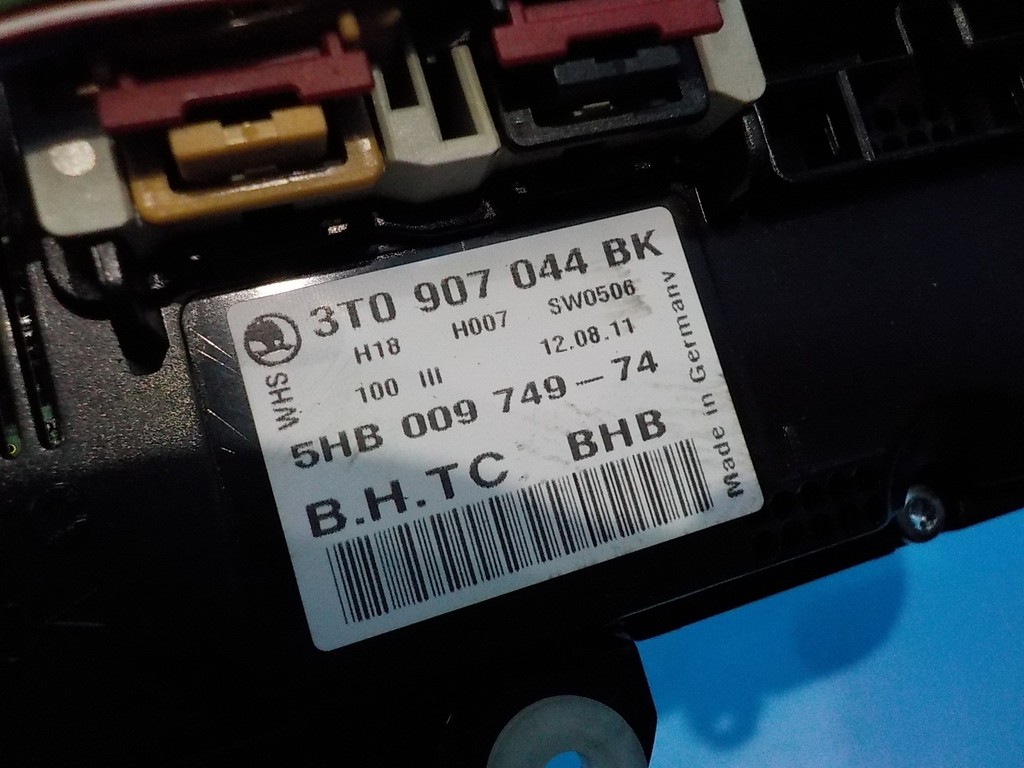 3T0 907 044 BK
H18 H007 SW0506
100 III 12.08.11
5HB 009 749-74
B.H.TC BHB
WHS
Made in Germany